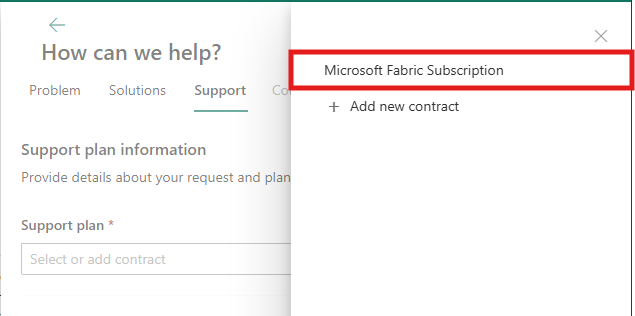 How can we help?
Problem Solutions Support Co
Support plan information
Provide details about your request and plan
Support plan *
Select or add contract
Microsoft Fabric Subscription
+ Add new contract